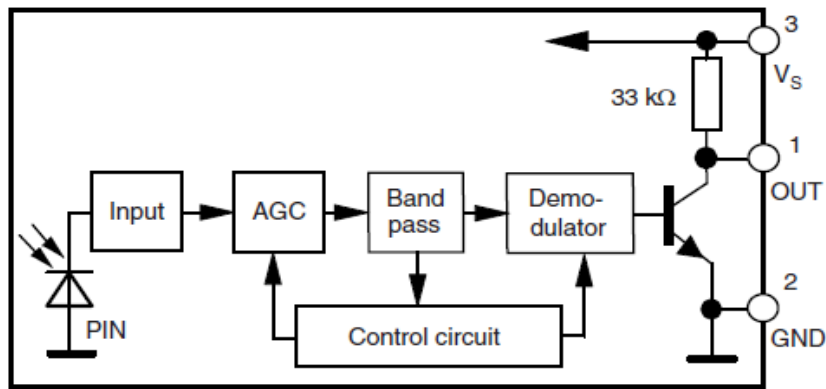 3
V_S
33 kΩ
1
OUT
Input
AGC
Band
pass
Demo-
dulator
2
GND
PIN
Control circuit